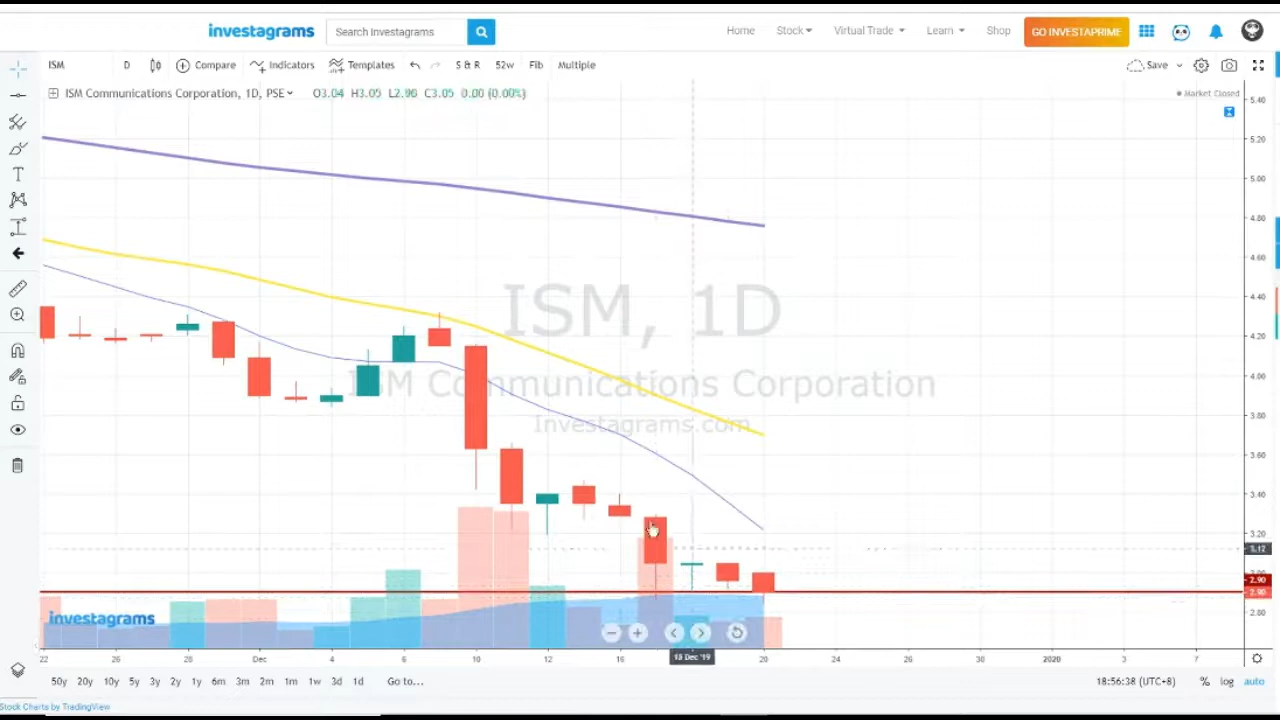 investagrams Search Investagrams Home Stock Virtual Trade Learn Shop GO INVESTAPRIME
ISM D Compare Indicators Templates S & R 52w Fib Multiple Save
ISM Communications Corporation, 1D, PSE O3.04 H3.05 L2.90 C3.05 0.00 (0.00%) Market Closed
5.40
5.20
5.00
4.80
4.60
4.40
4.20
4.00
3.80
3.60
3.40
3.20
3.12
2.90
2.90
2.80
ISM, 1D
ISM Communications Corporation
Investagrams.com
investagrams
22 26 28 Dec 4 6 10 12 16 18 Dec '19 20 24 26 30 2020 3 7
50y 20y 10y 5y 3y 2y 1y 6m 3m 2m 1m 1w 3d 1d Go to... 18:56:38 (UTC+8) % log auto
Stock Charts by TradingView